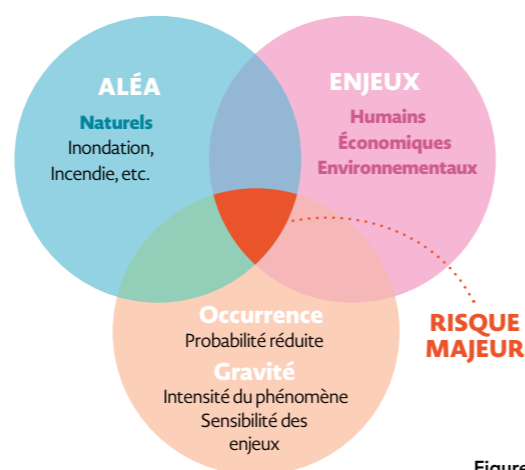 ALÉA
Naturels
Inondation,
Incendie, etc.
ENJEUX
Humains
Économiques
Environnementaux
Occurrence
Probabilité réduite
Gravité
Intensité du phénomène
Sensibilité des
enjeux
RISQUE
MAJEUR
Figure